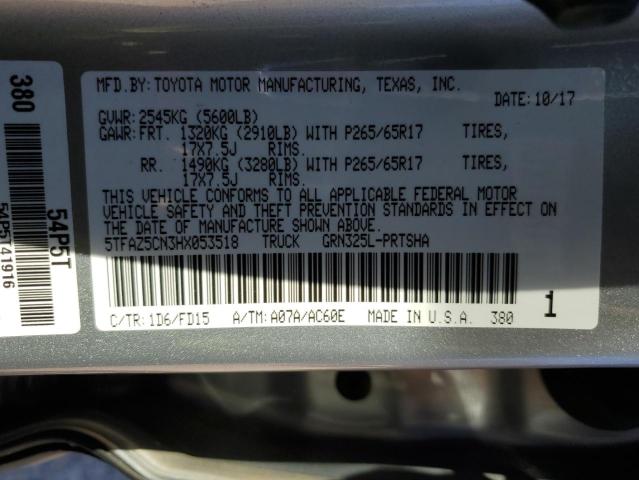 MFD.BY:TOYOTA MOTOR MANUFACTURING, TEXAS, INC.
DATE:10/17
GVWR:2545KG (5600LB)
GAWR:FRT. 1320KG (2910LB) WITH P265/65R17 TIRES,
17X7.5J RIMS.
RR. 1490KG (3280LB) WITH P265/65R17 TIRES,
17X7.5J RIMS.
THIS VEHICLE CONFORMS TO ALL APPLICABLE FEDERAL MOTOR
VEHICLE SAFETY AND THEFT PREVENTION STANDARDS IN EFFECT ON
THE DATE OF MANUFACTURE SHOWN ABOVE.
5TFAZ5CN3HX053518 TRUCK GRN325L-PRTSHA
C/TR:1D6/FD15 A/TM:A07A/AC60E MADE IN U.S.A. 380
1
380
54P5T
54P5T41916